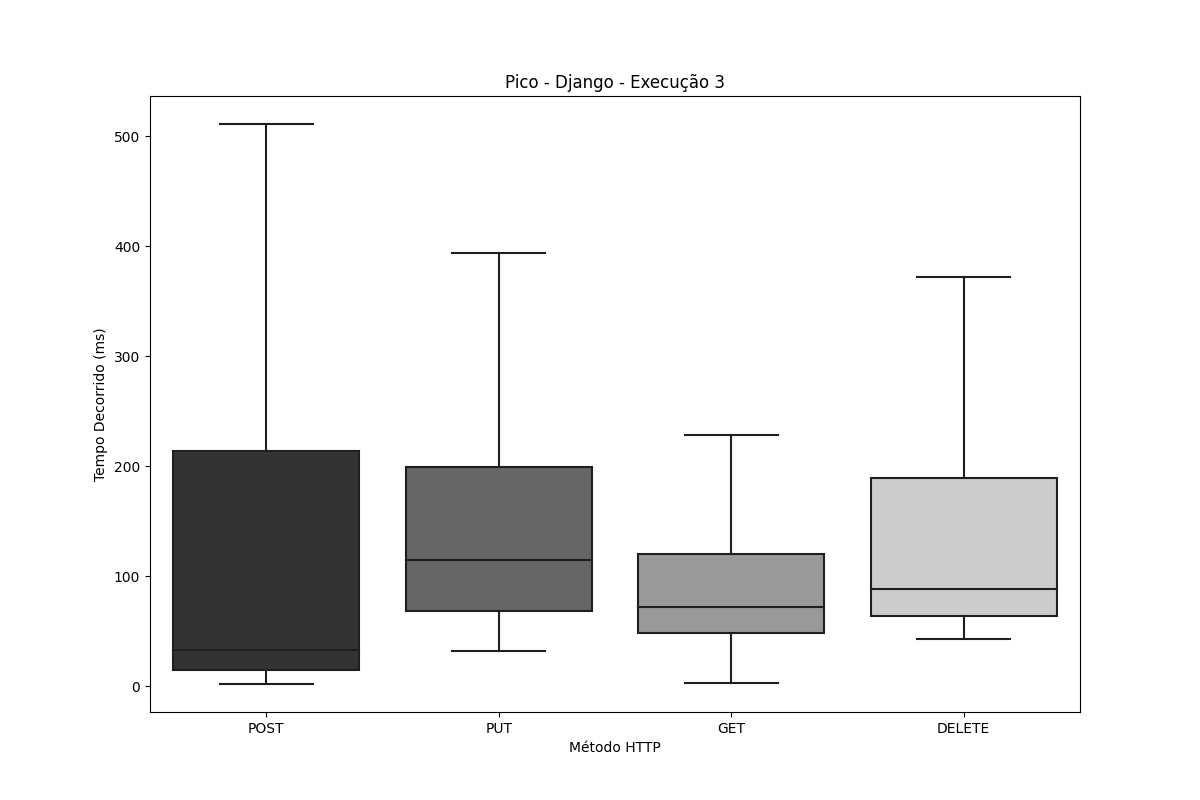 Pico - Django - Execução 3
Tempo Decorrido (ms)
500
400
300
200
100
0
POST PUT GET DELETE
Método HTTP